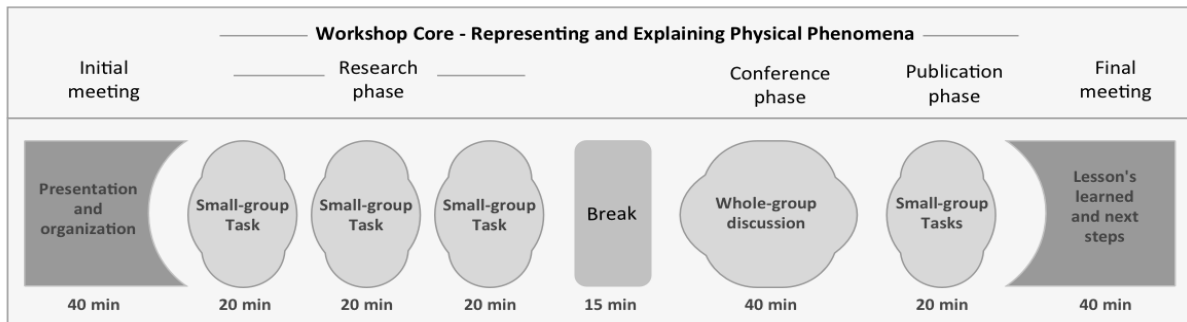 Workshop Core - Representing and Explaining Physical Phenomena
Initial
meeting
Research
phase
Conference
phase
Publication
phase
Final
meeting
Presentation
and
organization
Small-group
Task
Small-group
Task
Small-group
Task
Break
Whole-group
discussion
Small-group
Tasks
Lesson's
learned
and next
steps
40 min
20 min
20 min
20 min
15 min
40 min
20 min
40 min